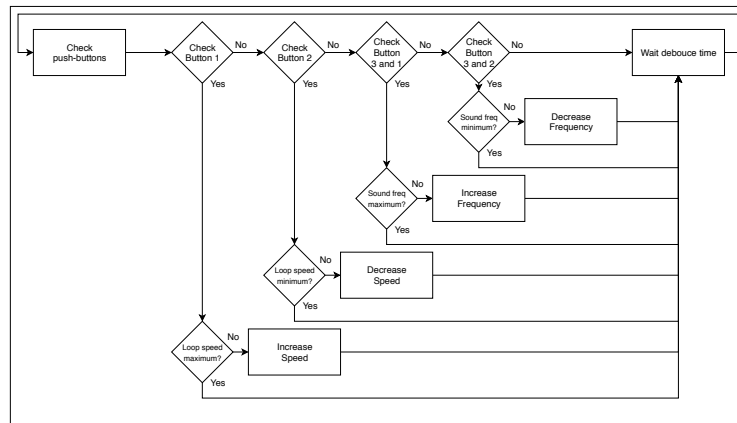 Check
push-buttons
Check
Button 1
No
Check
Button 2
No
Check
Button
3 and 1
No
Check
Button
3 and 2
No
Wait debouce time
Yes
Yes
Yes
Yes
Sound freq
minimum?
No
Decrease
Frequency
Yes
Sound freq
maximum?
No
Increase
Frequency
Yes
Loop speed
minimum?
No
Decrease
Speed
Yes
Loop speed
maximum?
No
Increase
Speed
Yes